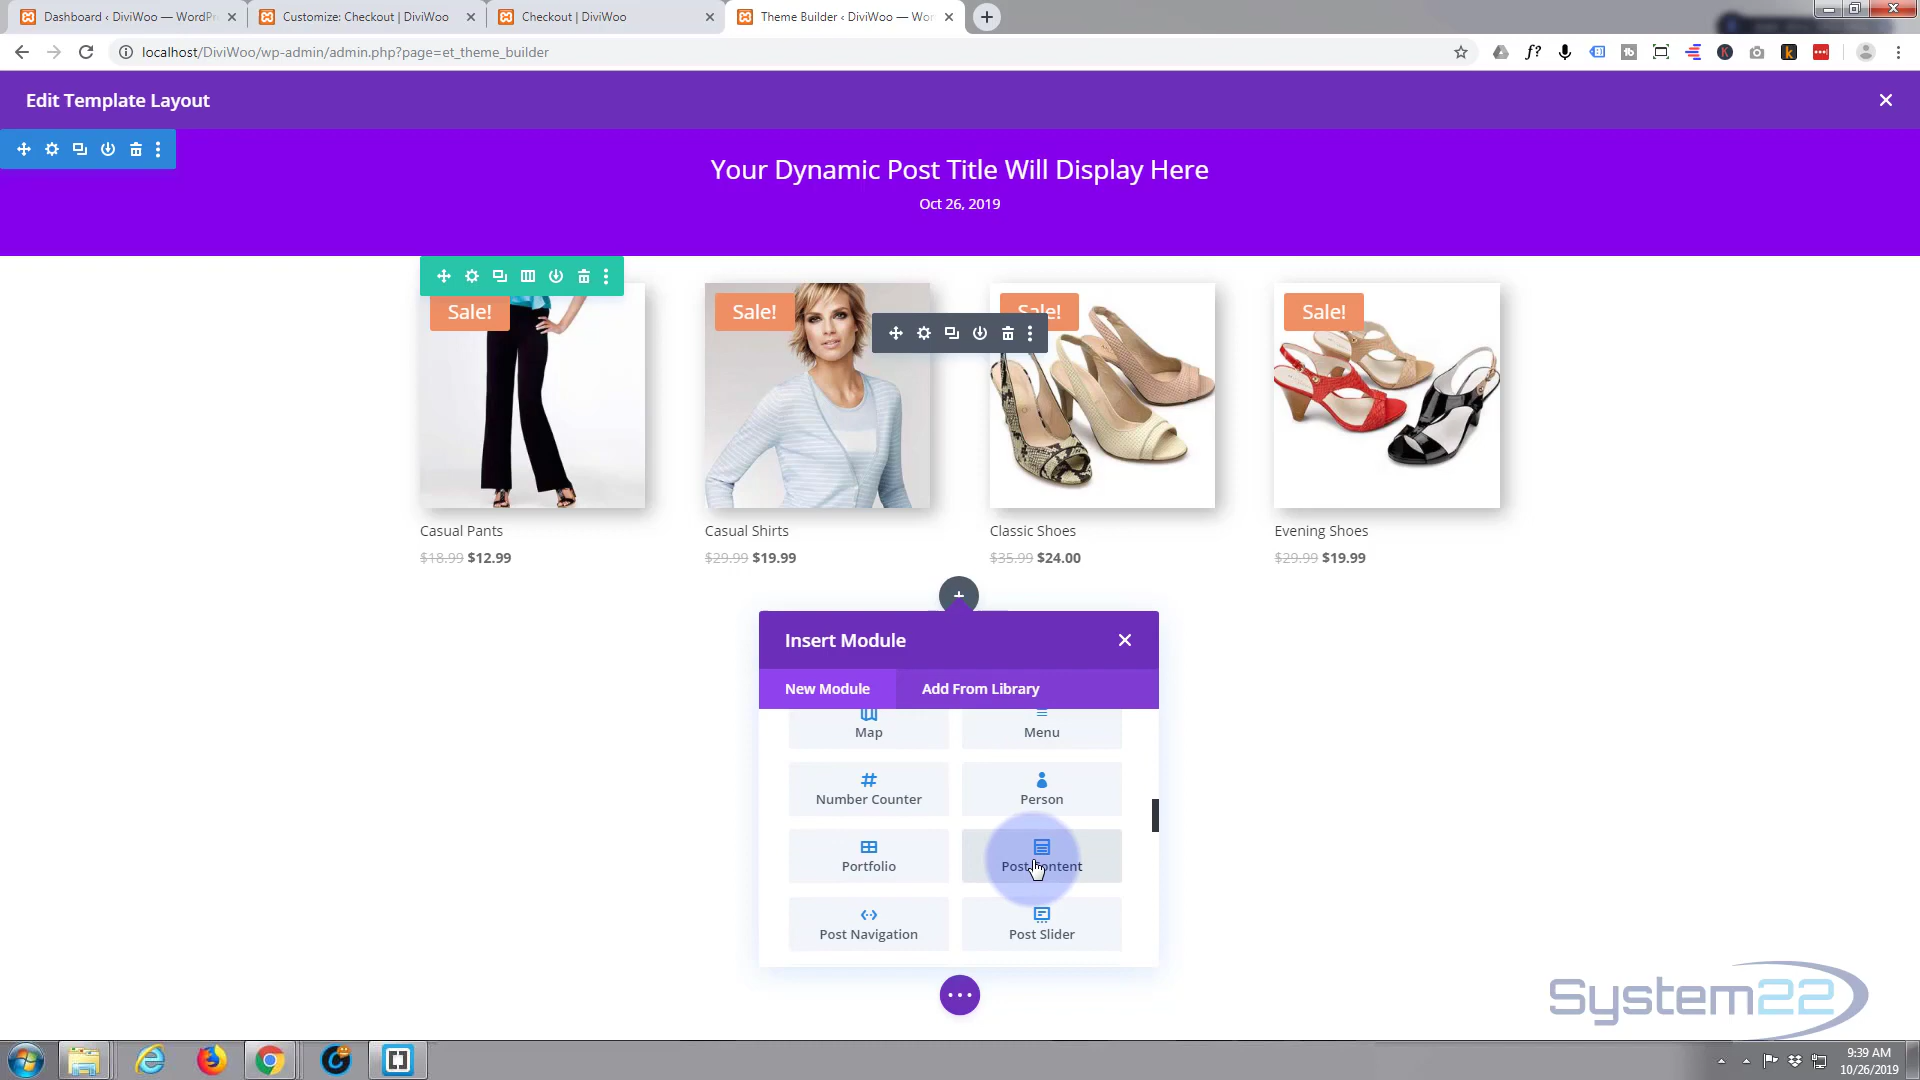 Dashboard ‹ DiviWoo — WordPr
Customize: Checkout | DiviWoo
Checkout | DiviWoo
Theme Builder ‹ DiviWoo — Wor
localhost/DiviWoo/wp-admin/admin.php?page=et_theme_builder
Edit Template Layout
Your Dynamic Post Title Will Display Here
Oct 26, 2019
Sale!
Sale!
Sale!
Sale!
Casual Pants
Casual Shirts
Classic Shoes
Evening Shoes
$18.99 $12.99
$29.99 $19.99
$35.99 $24.00
$29.99 $19.99
Insert Module
New Module
Add From Library
Map
Menu
Number Counter
Person
Portfolio
Post Content
Post Navigation
Post Slider
System22
9:39 AM
10/26/2019